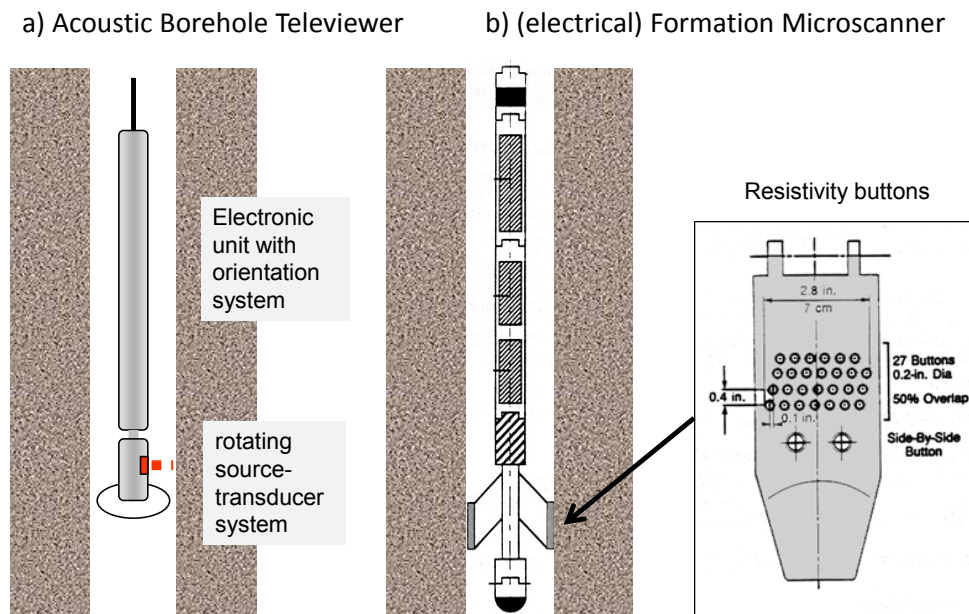 a) Acoustic Borehole Televiewer
b) (electrical) Formation Microscanner
Electronic
unit with
orientation
system
rotating
source-
transducer
system
Resistivity buttons
2.8 in.
7 cm
27 Buttons
0.2-in. Dia
50% Overlap
0.4 in.
0.1 in.
Side-By-Side
Button